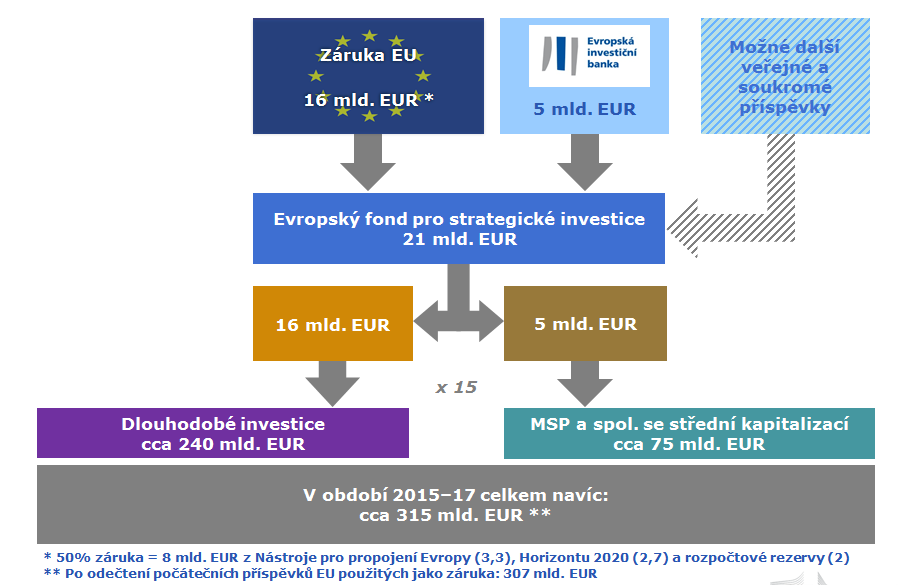 Záruka EU
16 mld. EUR *
Evropská
investiční
banka
5 mld. EUR
Možné další
veřejné a
soukromé
příspěvky
Evropský fond pro strategické investice
21 mld. EUR
16 mld. EUR
5 mld. EUR
x 15
Dlouhodobé investice
cca 240 mld. EUR
MSP a spol. se střední kapitalizací
cca 75 mld. EUR
V období 2015–17 celkem navíc:
cca 315 mld. EUR **
* 50% záruka = 8 mld. EUR z Nástroje pro propojení Evropy (3,3), Horizontu 2020 (2,7) a rozpočtové rezervy (2)
** Po odečtení počátečních příspěvků EU použitých jako záruka: 307 mld. EUR